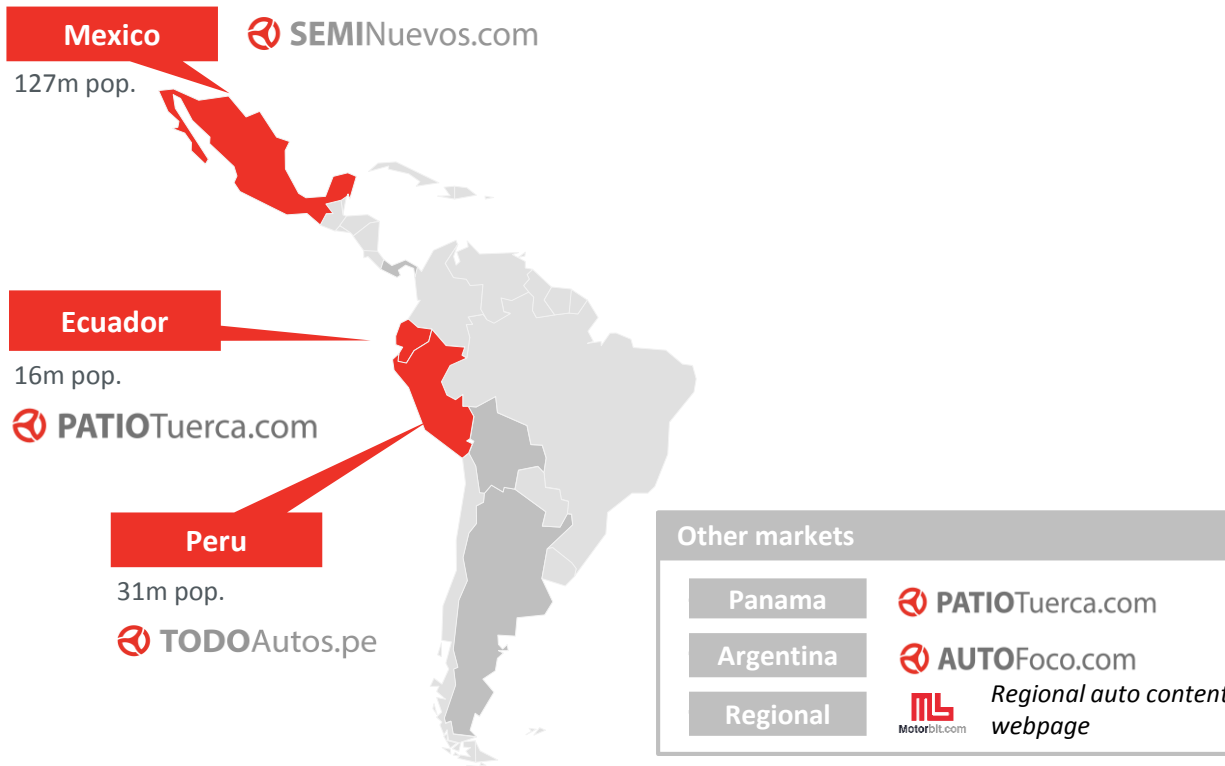 Mexico
SEMINuevos.com
127m pop.
Ecuador
16m pop.
PATIOTuerca.com
Peru
31m pop.
TODOAutos.pe
Other markets
Panama
PATIOTuerca.com
Argentina
AUTOFoco.com
Regional
Motorbit.com
Regional auto content
webpage